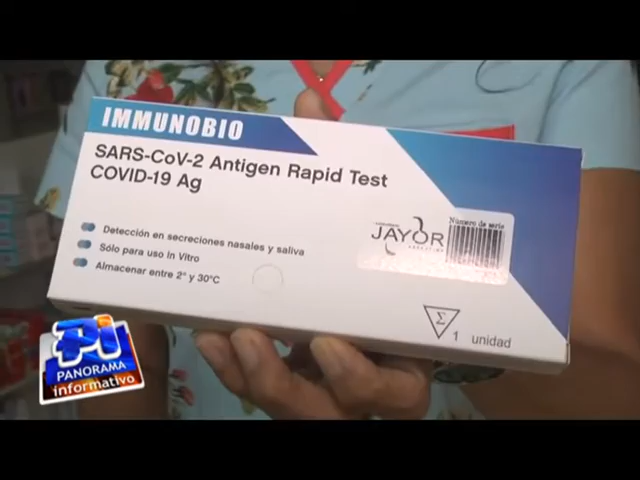 IMMUNOBIO
SARS-CoV-2 Antigen Rapid Test
COVID-19 Ag
Detección en secreciones nasales y saliva
Sólo para uso in Vitro
Almacenar entre 2° y 30°C
JAYOR
Número de serie
Σ
1 unidad
Pi
PANORAMA
informativo